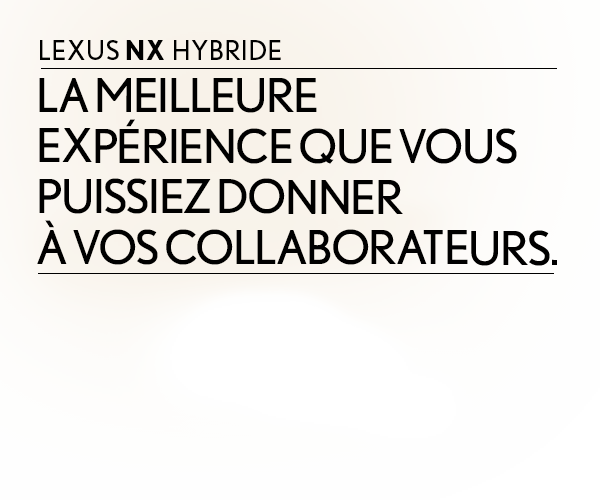 LEXUS NX HYBRIDE
LA MEILLEURE
EXPÉRIENCE QUE VOUS
PUISSIEZ DONNER
À VOS COLLABORATEURS.